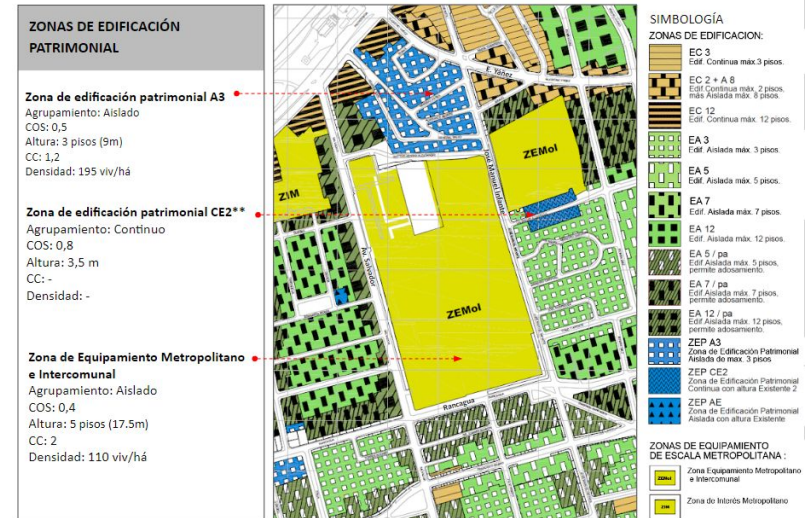 ZONAS DE EDIFICACIÓN
PATRIMONIAL
Zona de edificación patrimonial A3
Agrupamiento: Aislado
COS: 0,5
Altura: 3 pisos (9m)
CC: 1,2
Densidad: 195 viv/há
Zona de edificación patrimonial CE2**
Agrupamiento: Continuo
COS: 0,8
Altura: 3,5 m
CC: -
Densidad: -
Zona de Equipamiento Metropolitano
e Intercomunal
Agrupamiento: Aislado
COS: 0,4
Altura: 5 pisos (17.5m)
CC: 2
Densidad: 110 viv/há
E. Yáñez
José Manuel Infante
ZEMoI
ZIM
Av. Salvador
ZEMoI
Rancagua
SIMBOLOGÍA
ZONAS DE EDIFICACION:
EC 3
Edif. Continua máx.3 pisos.
EC 2 + A 8
Edif.Continua máx. 2 pisos,
más Aislada máx. 8 pisos.
EC 12
Edif. Continua máx. 12 pisos.
EA 3
Edif. Aislada máx. 3 pisos.
EA 5
Edif. Aislada máx. 5 pisos.
EA 7
Edif. Aislada máx. 7 pisos.
EA 12
Edif. Aislada máx. 12 pisos.
EA 5 / pa
Edif Aislada máx. 5 pisos,
permite adosamiento.
EA 7 / pa
Edif Aislada máx. 7 pisos,
permite adosamiento.
EA 12 / pa
Edif Aislada máx. 12 pisos,
permite adosamiento.
ZEP A3
Zona de Edificación Patrimonial
Aislada de max. 3 pisos
ZEP CE2
Zona de Edificación Patrimonial
Continua con altura Existente 2
ZEP AE
Zona de Edificación Patrimonial
Aislada con altura Existente
ZONAS DE EQUIPAMIENTO
DE ESCALA METROPOLITANA :
ZEMoI
Zona Equipamiento Metropolitano
e Intercomunal
ZIM
Zona de Interés Metropolitano